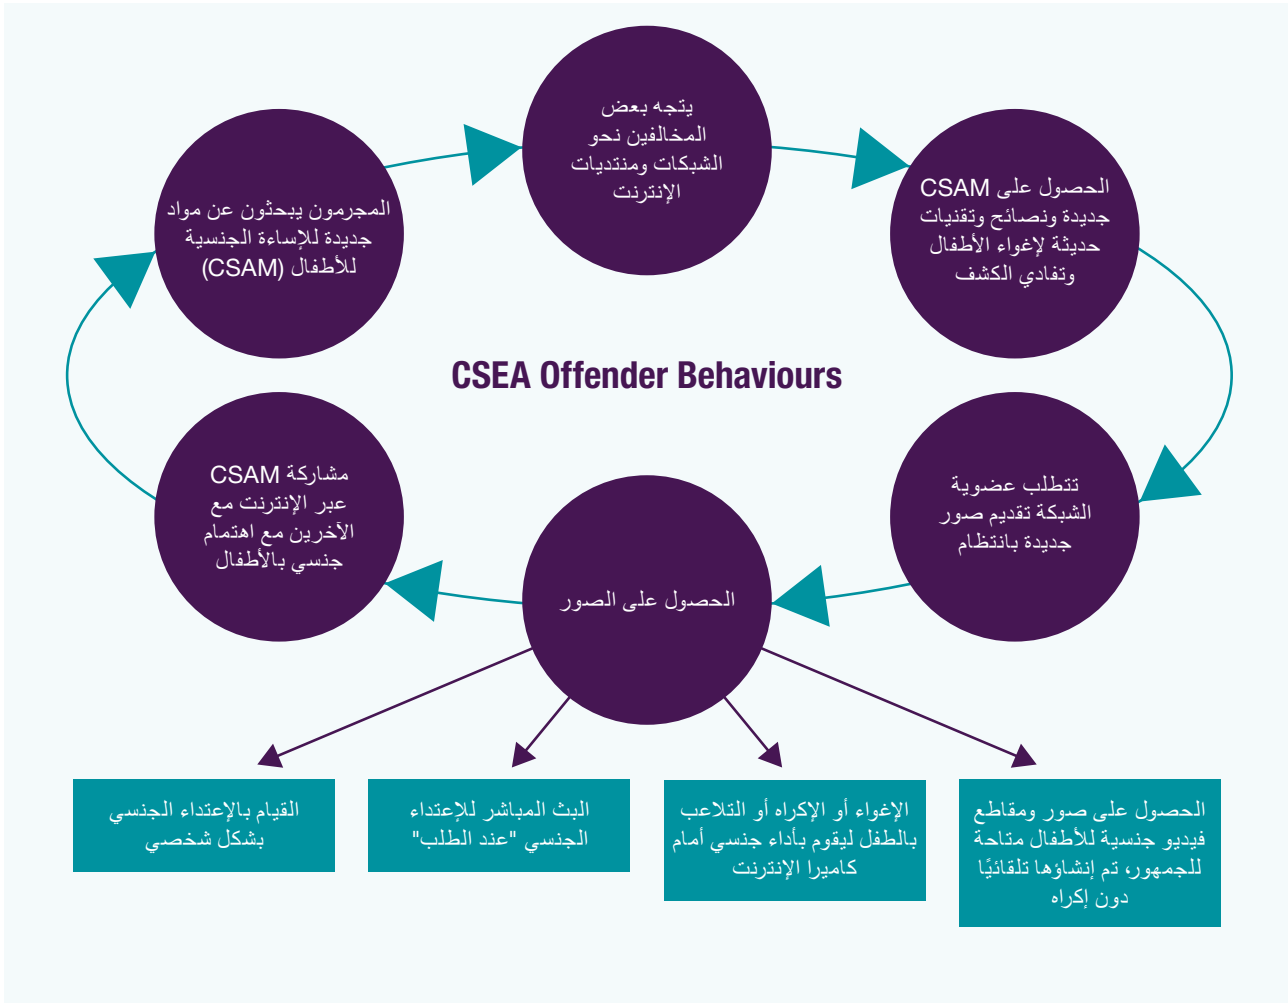 يتجه بعض
المخالفين نحو
الشبكات ومنتديات
الإنترنت
الحصول على CSAM
جديدة ونصائح وتقنيات
حديثة لإغواء الأطفال
وتفادي الكشف
المجرمون يبحثون عن مواد
جديدة للإساءة الجنسية
للأطفال (CSAM)
CSEA Offender Behaviours
تتطلب عضوية
الشبكة تقديم صور
جديدة بانتظام
مشاركة CSAM
عبر الإنترنت مع
الآخرين مع اهتمام
جنسي بالأطفال
الحصول على الصور
الحصول على صور ومقاطع
فيديو جنسية للأطفال متاحة
للجمهور، تم إنشاؤها تلقائيًا
دون إكراه
الإغواء أو الإكراه أو التلاعب
بالطفل ليقوم بأداء جنسي أمام
كاميرا الإنترنت
البث المباشر للإعتداء
الجنسي "عند الطلب"
القيام بالإعتداء الجنسي
بشكل شخصي